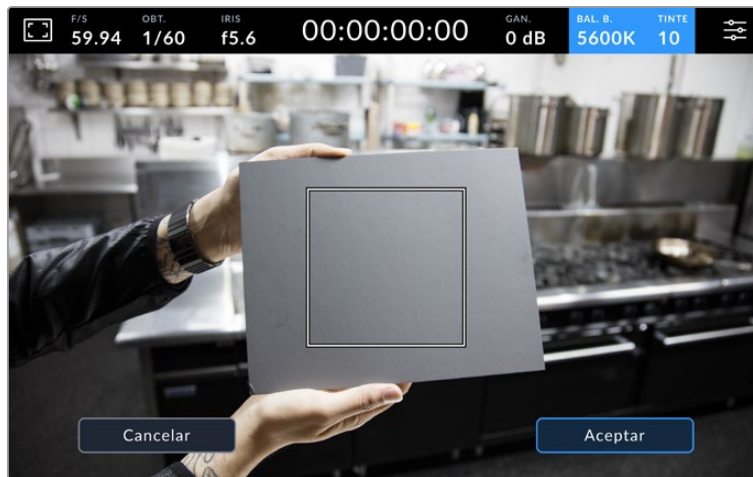 F/S OBT. IRIS GAN. BAL. B. TINTE
59.94 1/60 f5.6 00:00:00:00 0 dB 5600K 10
Cancelar Aceptar